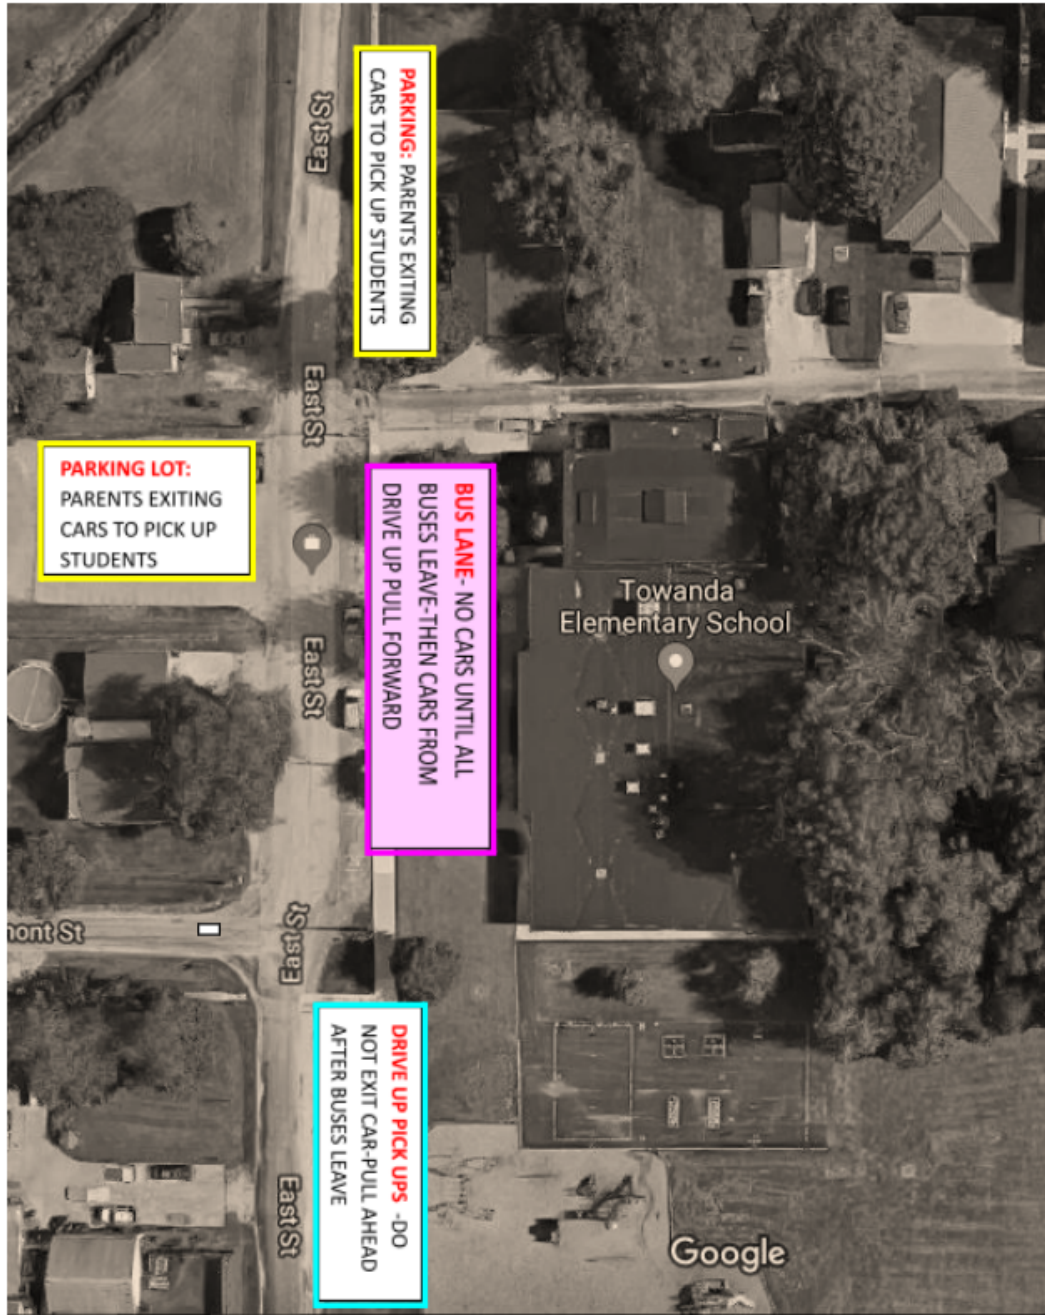 East St
PARKING: PARENTS EXITING
CARS TO PICK UP STUDENTS
East St
PARKING LOT:
PARENTS EXITING
CARS TO PICK UP
STUDENTS
BUS LANE- NO CARS UNTIL ALL
BUSES LEAVE-THEN CARS FROM
DRIVE UP PULL FORWARD
Towanda
Elementary School
East St
East St
mont St
DRIVE UP PICK UPS -DO
NOT EXIT CAR-PULL AHEAD
AFTER BUSES LEAVE
East St
Google